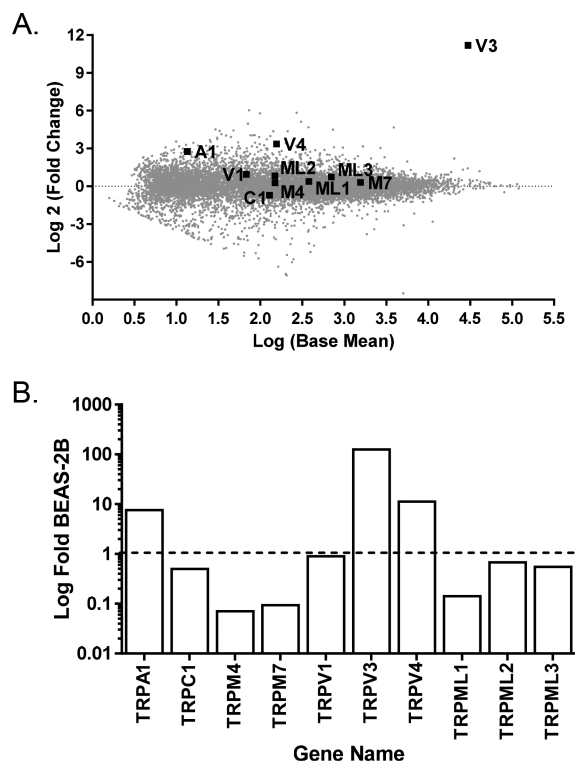 A.
Log 2 (Fold Change)
12
9
6
3
0
-3
-6
V3
A1
V4
V1
ML2
ML3
M7
C1
M4
ML1
0.0 0.5 1.0 1.5 2.0 2.5 3.0 3.5 4.0 4.5 5.0 5.5
Log (Base Mean)
B.
Log Fold BEAS-2B
1000
100
10
1
0.1
0.01
TRPA1
TRPC1
TRPM4
TRPM7
TRPV1
TRPV3
TRPV4
TRPML1
TRPML2
TRPML3
Gene Name